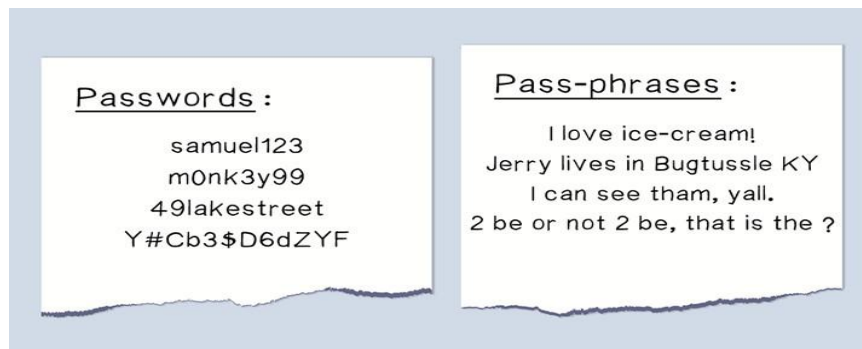 Passwords:
samuel123
m0nk3y99
49lakestreet
Y#Cb3$D6dZYF
Pass-phrases:
I love ice-cream!
Jerry lives in Bugtussle KY
I can see tham, yall.
2 be or not 2 be, that is the ?